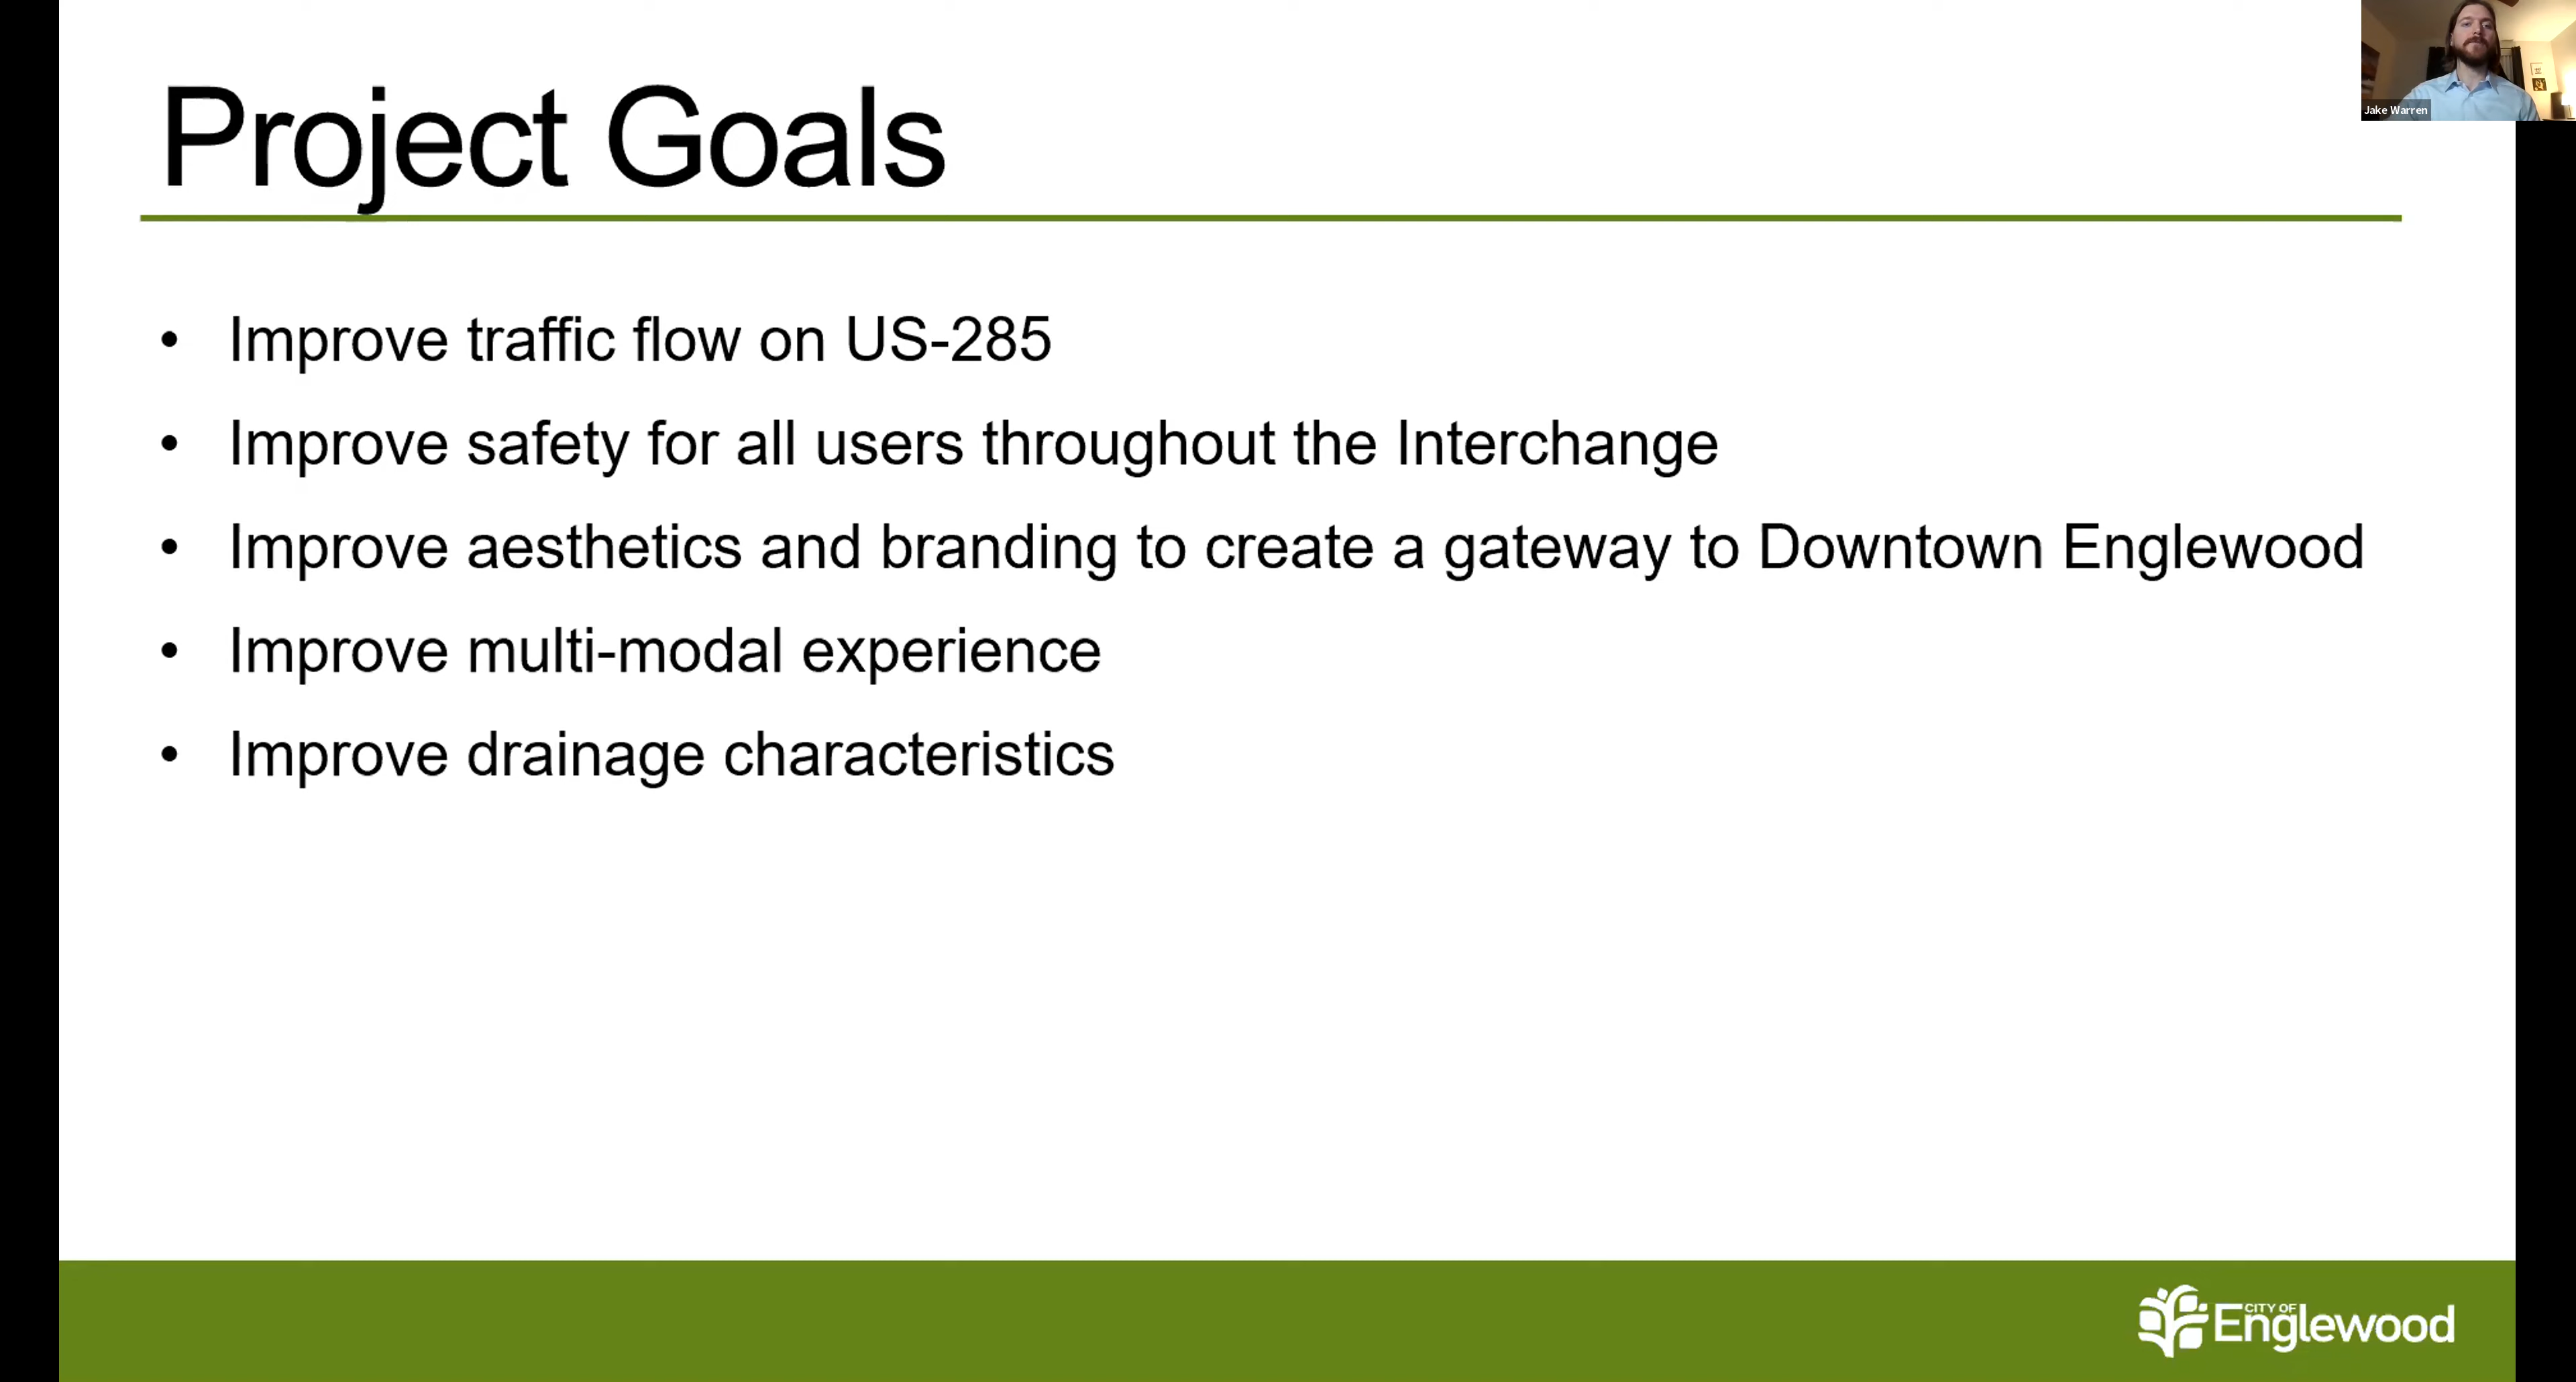 Project Goals
Jake Warren
• Improve traffic flow on US-285
• Improve safety for all users throughout the Interchange
• Improve aesthetics and branding to create a gateway to Downtown Englewood
• Improve multi-modal experience
• Improve drainage characteristics
CITY OF
Englewood